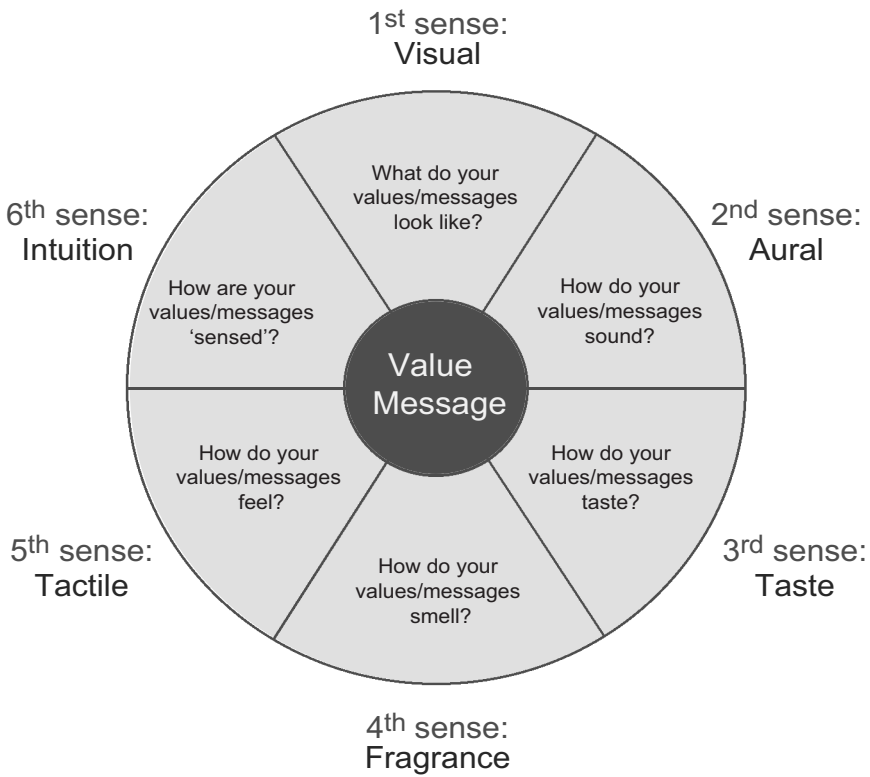 1st sense:
Visual
What do your
values/messages
look like?
2nd sense:
Aural
How do your
values/messages
sound?
3rd sense:
Taste
How do your
values/messages
taste?
4th sense:
Fragrance
How do your
values/messages
smell?
5th sense:
Tactile
How do your
values/messages
feel?
6th sense:
Intuition
How are your
values/messages
‘sensed’?
Value
Message